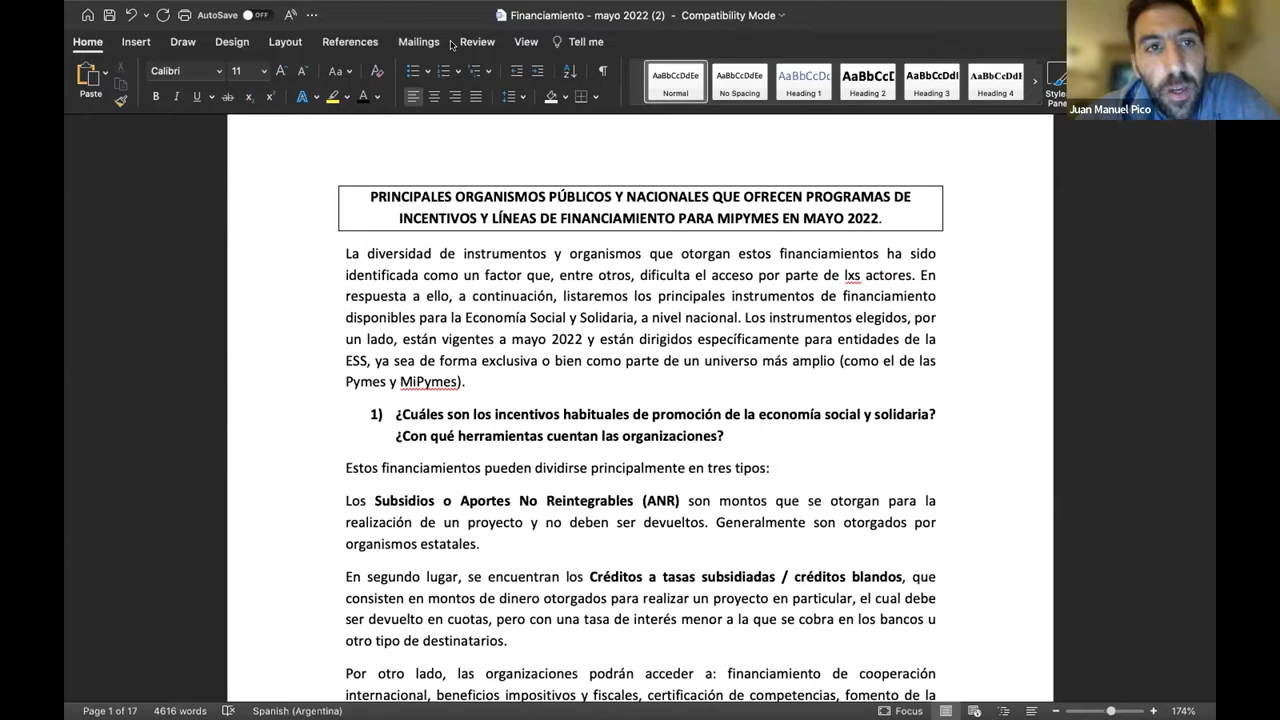 AutoSave OFF
Financiamiento - mayo 2022 (2) - Compatibility Mode
Home Insert Draw Design Layout References Mailings Review View Tell me
Paste
Calibri 11
AaBbCcDdEe AaBbCcDdEe AaBbCcDc AaBbCcI AaBbCcDdI AaBbCcDdE
Normal No Spacing Heading 1 Heading 2 Heading 3 Heading 4
Juan Manuel Pico
PRINCIPALES ORGANISMOS PÚBLICOS Y NACIONALES QUE OFRECEN PROGRAMAS DE
INCENTIVOS Y LÍNEAS DE FINANCIAMIENTO PARA MIPYMES EN MAYO 2022.
La diversidad de instrumentos y organismos que otorgan estos financiamientos ha sido
identificada como un factor que, entre otros, dificulta el acceso por parte de lxs actores. En
respuesta a ello, a continuación, listaremos los principales instrumentos de financiamiento
disponibles para la Economía Social y Solidaria, a nivel nacional. Los instrumentos elegidos, por
un lado, están vigentes a mayo 2022 y están dirigidos específicamente para entidades de la
ESS, ya sea de forma exclusiva o bien como parte de un universo más amplio (como el de las
Pymes y MiPymes).
1) ¿Cuáles son los incentivos habituales de promoción de la economía social y solidaria?
¿Con qué herramientas cuentan las organizaciones?
Estos financiamientos pueden dividirse principalmente en tres tipos:
Los Subsidios o Aportes No Reintegrables (ANR) son montos que se otorgan para la
realización de un proyecto y no deben ser devueltos. Generalmente son otorgados por
organismos estatales.
En segundo lugar, se encuentran los Créditos a tasas subsidiadas / créditos blandos, que
consisten en montos de dinero otorgados para realizar un proyecto en particular, el cual debe
ser devuelto en cuotas, pero con una tasa de interés menor a la que se cobra en los bancos u
otro tipo de destinatarios.
Por otro lado, las organizaciones podrán acceder a: financiamiento de cooperación
internacional, beneficios impositivos y fiscales, certificación de competencias, fomento de la
Page 1 of 17 4616 words Spanish (Argentina) Focus 174%